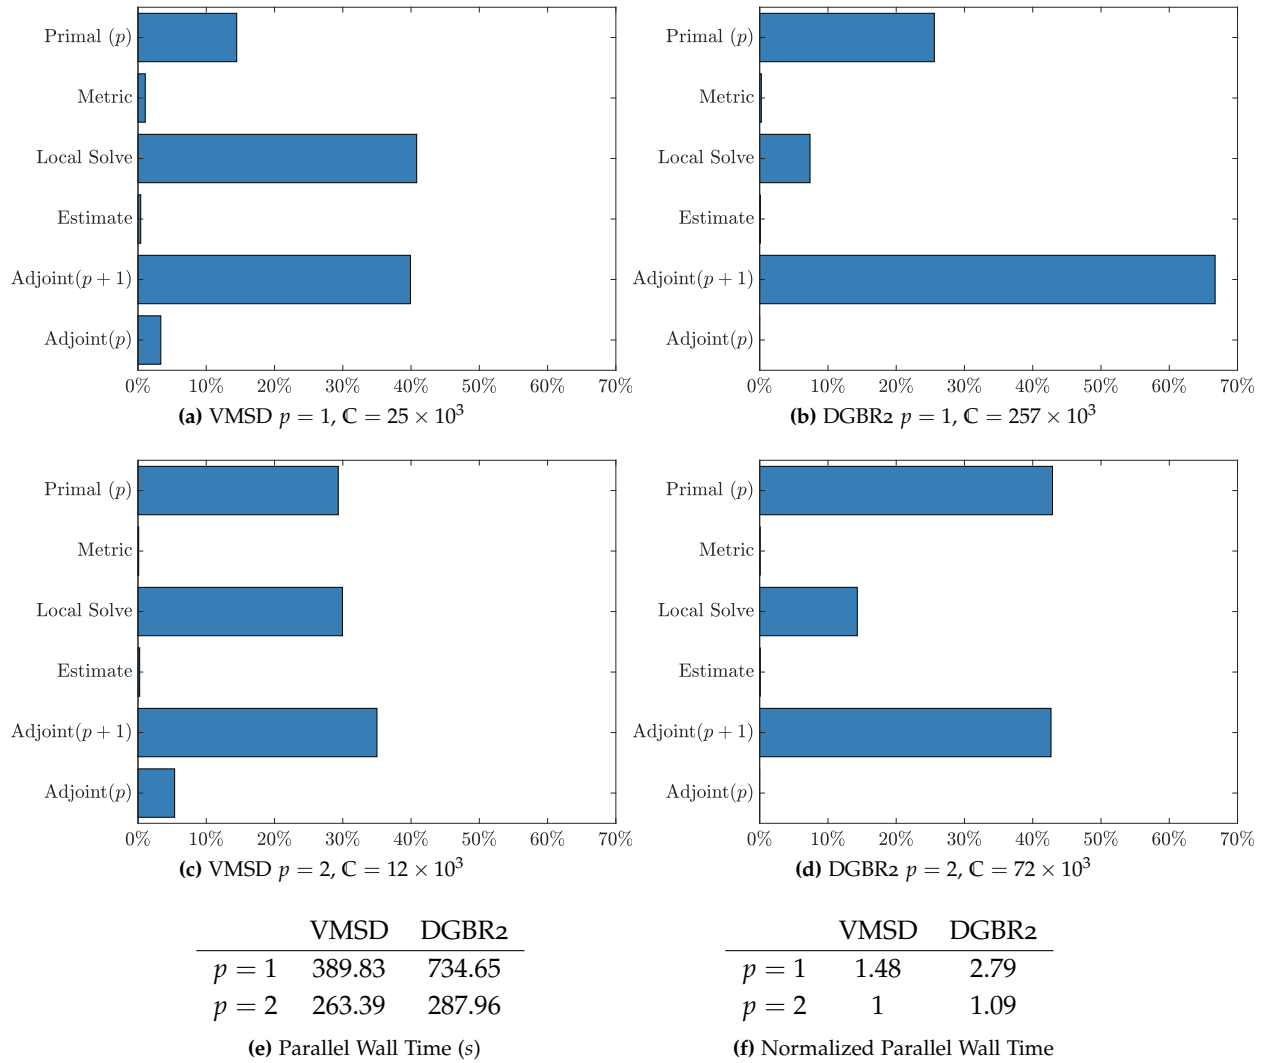 Primal (p)
Metric
Local Solve
Estimate
Adjoint(p + 1)
Adjoint(p)
0% 10% 20% 30% 40% 50% 60% 70%
(a) VMSD p = 1, ℂ = 25 × 10³
Primal (p)
Metric
Local Solve
Estimate
Adjoint(p + 1)
Adjoint(p)
0% 10% 20% 30% 40% 50% 60% 70%
(b) DGBR2 p = 1, ℂ = 257 × 10³
Primal (p)
Metric
Local Solve
Estimate
Adjoint(p + 1)
Adjoint(p)
0% 10% 20% 30% 40% 50% 60% 70%
(c) VMSD p = 2, ℂ = 12 × 10³
Primal (p)
Metric
Local Solve
Estimate
Adjoint(p + 1)
Adjoint(p)
0% 10% 20% 30% 40% 50% 60% 70%
(d) DGBR2 p = 2, ℂ = 72 × 10³
VMSD DGBR2
p = 1 389.83 734.65
p = 2 263.39 287.96
(e) Parallel Wall Time (s)
VMSD DGBR2
p = 1 1.48 2.79
p = 2 1 1.09
(f) Normalized Parallel Wall Time